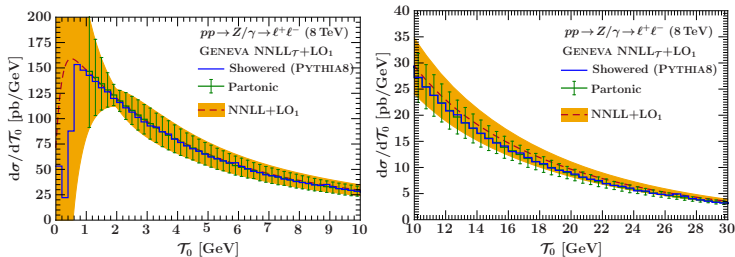 pp → Z/γ → ℓ⁺ℓ⁻ (8 TeV)
GENEVA NNLL_𝒯+LO₁
Showered (PYTHIA8)
Partonic
NNLL+LO₁
dσ/d𝒯₀ [pb/GeV]
200
175
150
125
100
75
50
25
0
0 1 2 3 4 5 6 7 8 9 10
𝒯₀ [GeV]
pp → Z/γ → ℓ⁺ℓ⁻ (8 TeV)
GENEVA NNLL_𝒯+LO₁
Showered (PYTHIA8)
Partonic
NNLL+LO₁
dσ/d𝒯₀ [pb/GeV]
40
35
30
25
20
15
10
5
0
10 12 14 16 18 20 22 24 26 28 30
𝒯₀ [GeV]